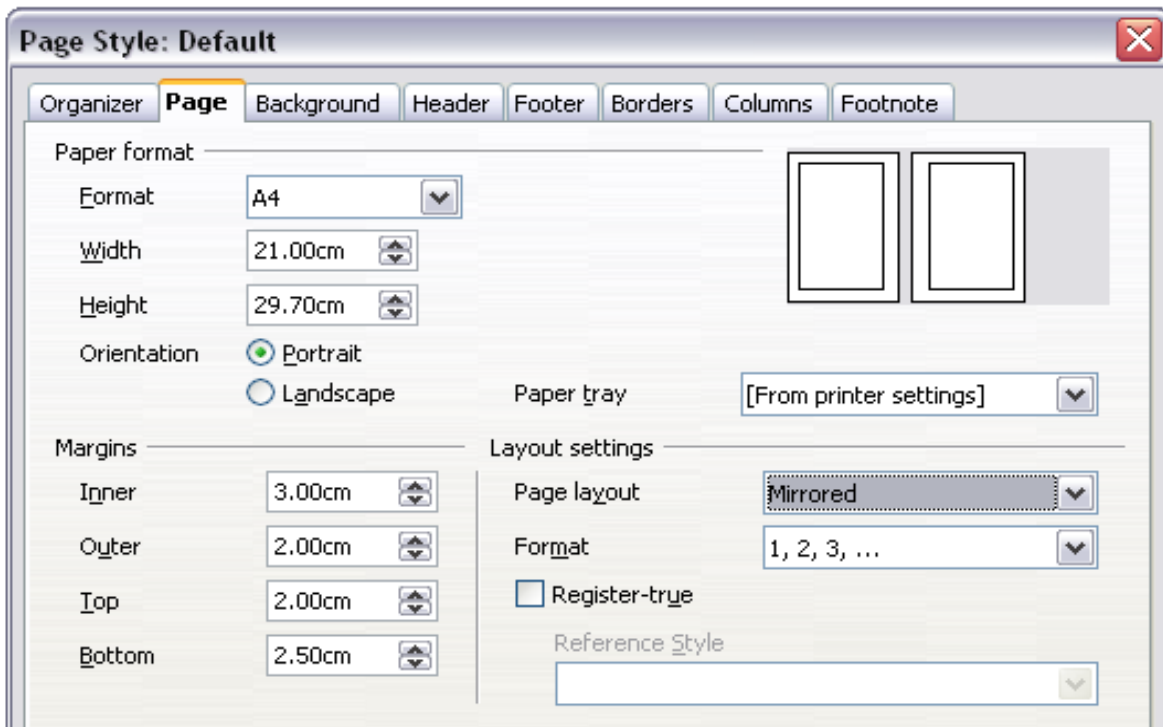 Page Style: Default
Organizer Page Background Header Footer Borders Columns Footnote
Paper format
Format A4
Width 21.00cm
Height 29.70cm
Orientation Portrait
Landscape Paper tray [From printer settings]
Margins Layout settings
Inner 3.00cm Page layout Mirrored
Outer 2.00cm Format 1, 2, 3, ...
Top 2.00cm Register-true
Bottom 2.50cm Reference Style